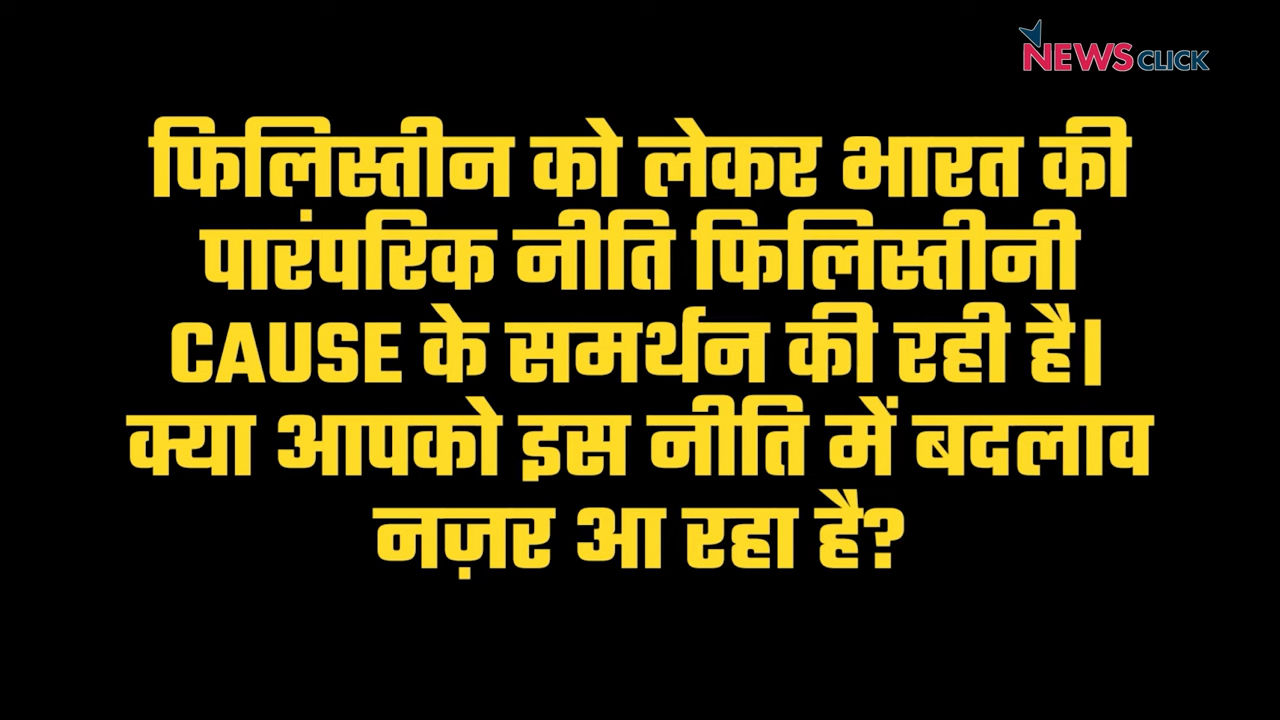 NEWSCLICK
फिलिस्तीन को लेकर भारत की
पारंपरिक नीति फिलिस्तीनी
CAUSE के समर्थन की रही है।
क्या आपको इस नीति में बदलाव
नज़र आ रहा है?